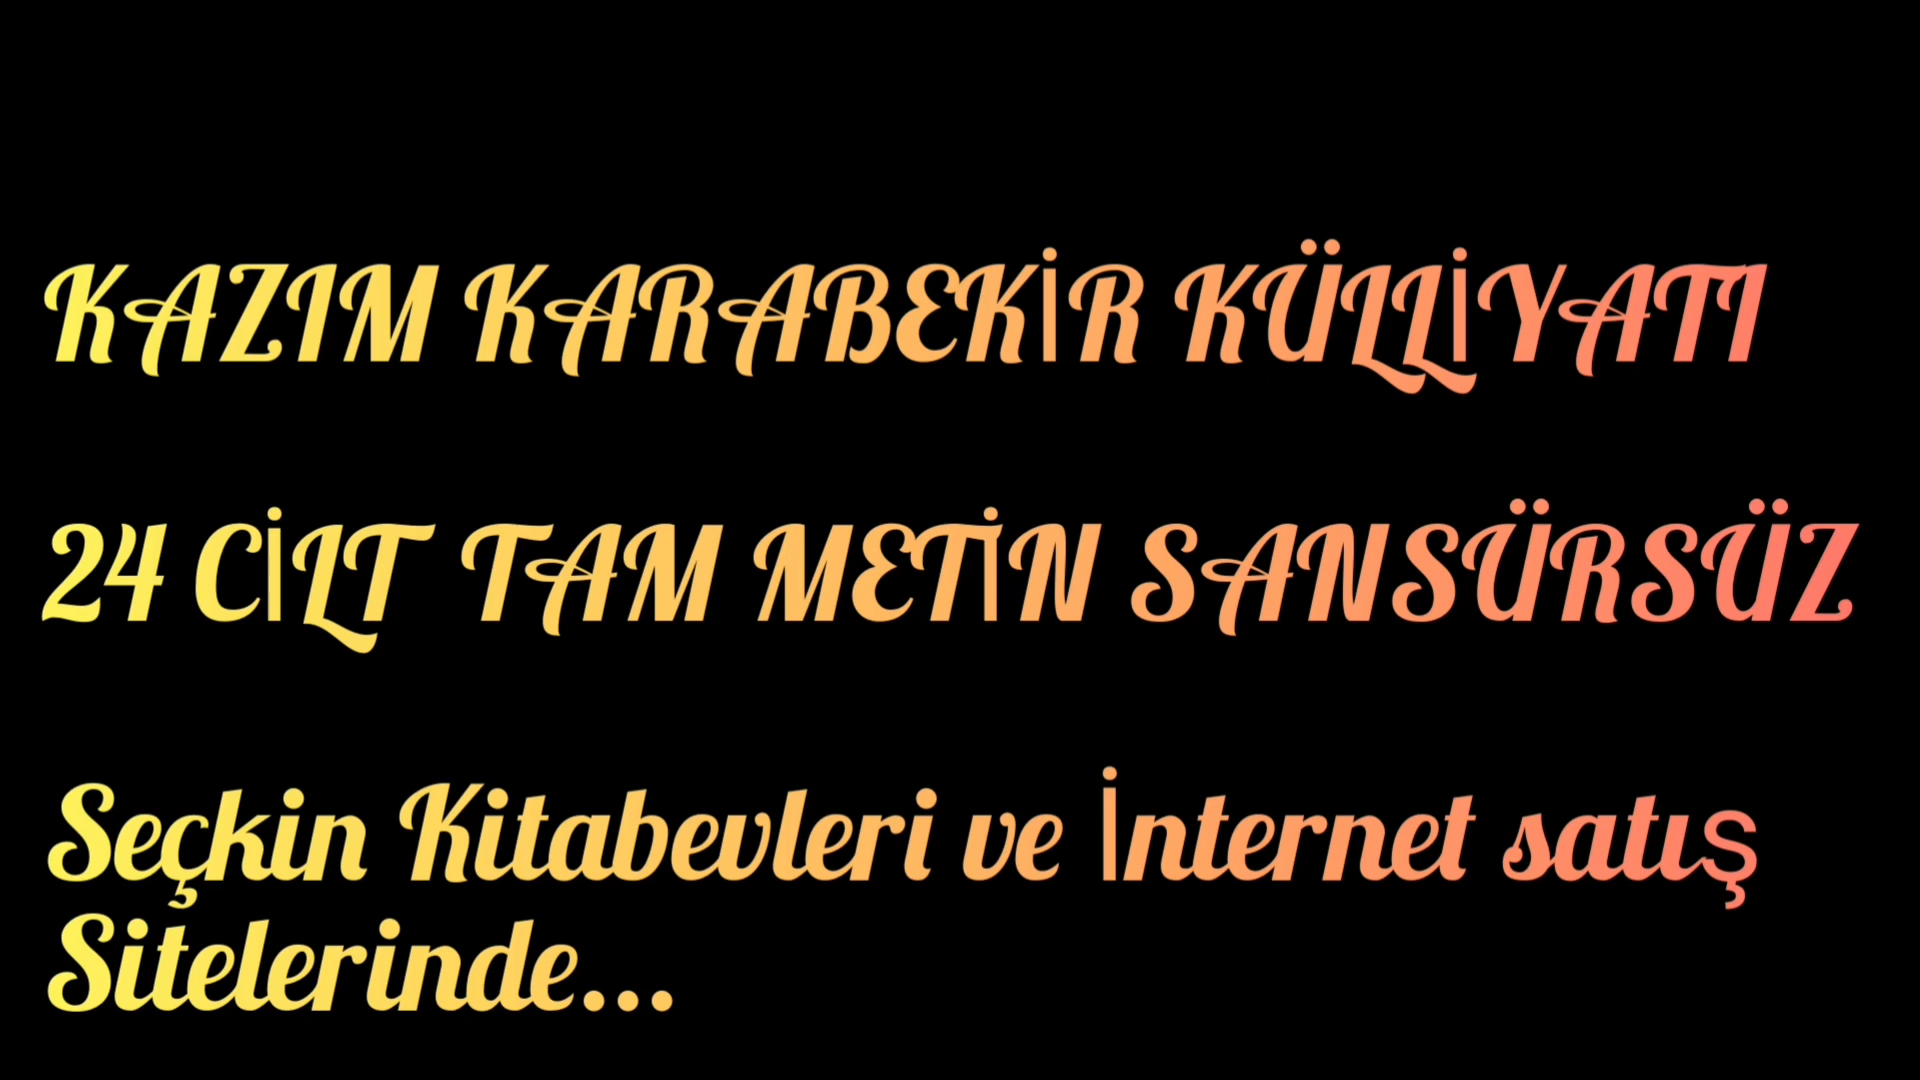 KAZIM KARABEKİR KÜLLİYATI
24 CİLT TAM METİN SANSÜRSÜZ
Seçkin Kitabevleri ve İnternet satış
Sitelerinde...